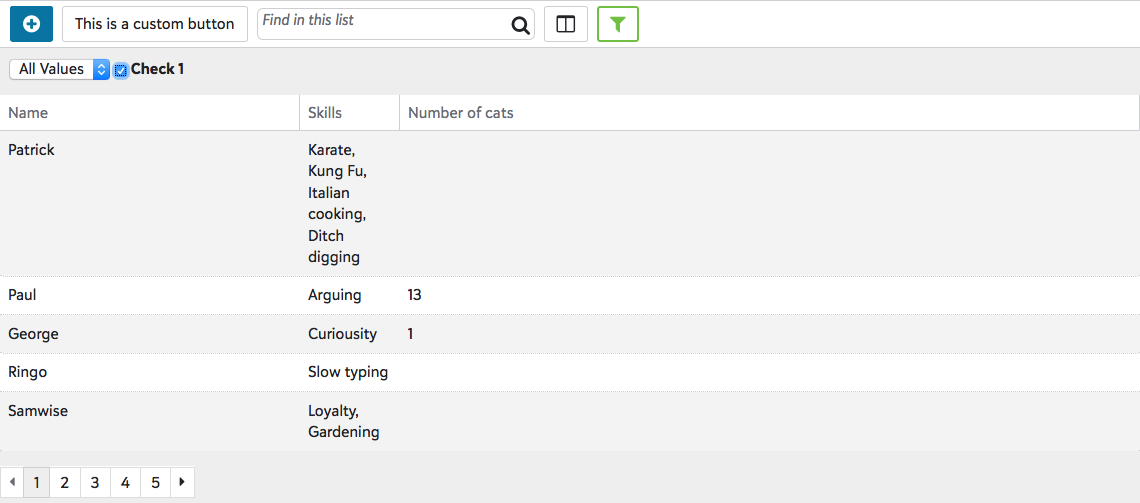 This is a custom button Find in this list
All Values Check 1
Name Skills Number of cats
Patrick Karate,
Kung Fu,
Italian
cooking,
Ditch
digging
Paul Arguing 13
George Curiousity 1
Ringo Slow typing
Samwise Loyalty,
Gardening
1 2 3 4 5